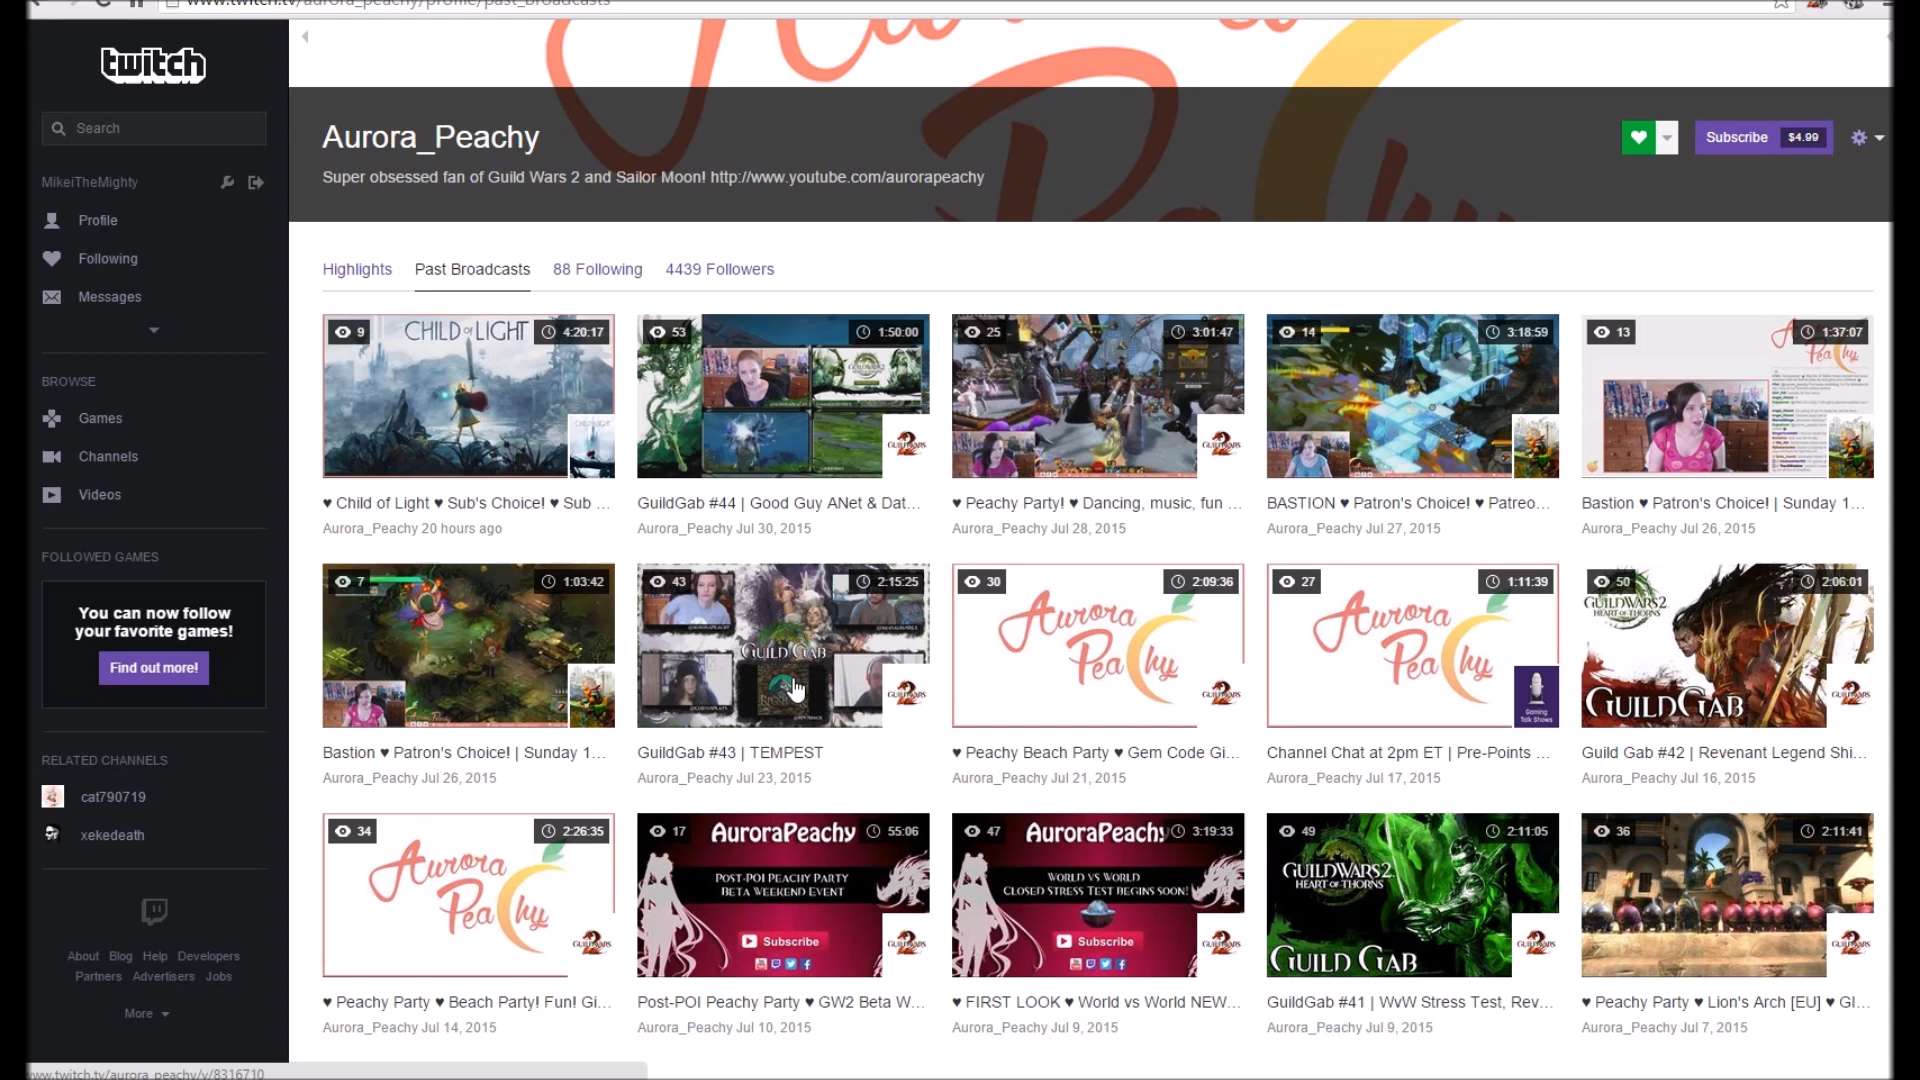 www.twitch.tv/aurora_peachy/profile/past_broadcasts
twitch
Search
MikeiTheMighty
Profile
Following
Messages
BROWSE
Games
Channels
Videos
FOLLOWED GAMES
You can now follow
your favorite games!
Find out more!
RELATED CHANNELS
cat790719
xekedeath
About Blog Help Developers
Partners Advertisers Jobs
More
Aurora_Peachy
Super obsessed fan of Guild Wars 2 and Sailor Moon! http://www.youtube.com/aurorapeachy
Subscribe $4.99
Highlights Past Broadcasts 88 Following 4439 Followers
9 CHILD of LIGHT 4:20:17
53 1:50:00
25 3:01:47
14 3:18:59
13 1:37:07
♥ Child of Light ♥ Sub's Choice! ♥ Sub ...
Aurora_Peachy 20 hours ago
GuildGab #44 | Good Guy ANet & Dat...
Aurora_Peachy Jul 30, 2015
♥ Peachy Party! ♥ Dancing, music, fun ...
Aurora_Peachy Jul 28, 2015
BASTION ♥ Patron's Choice! ♥ Patreo...
Aurora_Peachy Jul 27, 2015
Bastion ♥ Patron's Choice! | Sunday 1...
Aurora_Peachy Jul 26, 2015
7 1:03:42
43 2:15:25
GUILD GAB
30 2:09:36
Aurora
Peachy
27 1:11:39
Aurora
Peachy
Gaming
Talk Shows
50 2:06:01
GUILD WARS 2
HEART OF THORNS
GUILD GAB
Bastion ♥ Patron's Choice! | Sunday 1...
Aurora_Peachy Jul 26, 2015
GuildGab #43 | TEMPEST
Aurora_Peachy Jul 23, 2015
♥ Peachy Beach Party ♥ Gem Code Gi...
Aurora_Peachy Jul 21, 2015
Channel Chat at 2pm ET | Pre-Points ...
Aurora_Peachy Jul 17, 2015
Guild Gab #42 | Revenant Legend Shi...
Aurora_Peachy Jul 16, 2015
34 2:26:35
Aurora
Peachy
17 AuroraPeachy 55:06
POST-POI PEACHY PARTY
BETA WEEKEND EVENT
Subscribe
47 AuroraPeachy 3:19:33
WORLD VS WORLD
CLOSED STRESS TEST BEGINS SOON!
Subscribe
49 2:11:05
GUILD WARS 2
HEART OF THORNS
GUILD GAB
36 2:11:41
♥ Peachy Party ♥ Beach Party! Fun! Gi...
Aurora_Peachy Jul 14, 2015
Post-POI Peachy Party ♥ GW2 Beta W...
Aurora_Peachy Jul 10, 2015
♥ FIRST LOOK ♥ World vs World NEW...
Aurora_Peachy Jul 9, 2015
GuildGab #41 | WvW Stress Test, Rev...
Aurora_Peachy Jul 9, 2015
♥ Peachy Party ♥ Lion's Arch [EU] ♥ GI...
Aurora_Peachy Jul 7, 2015
www.twitch.tv/aurora_peachy/v/8316710